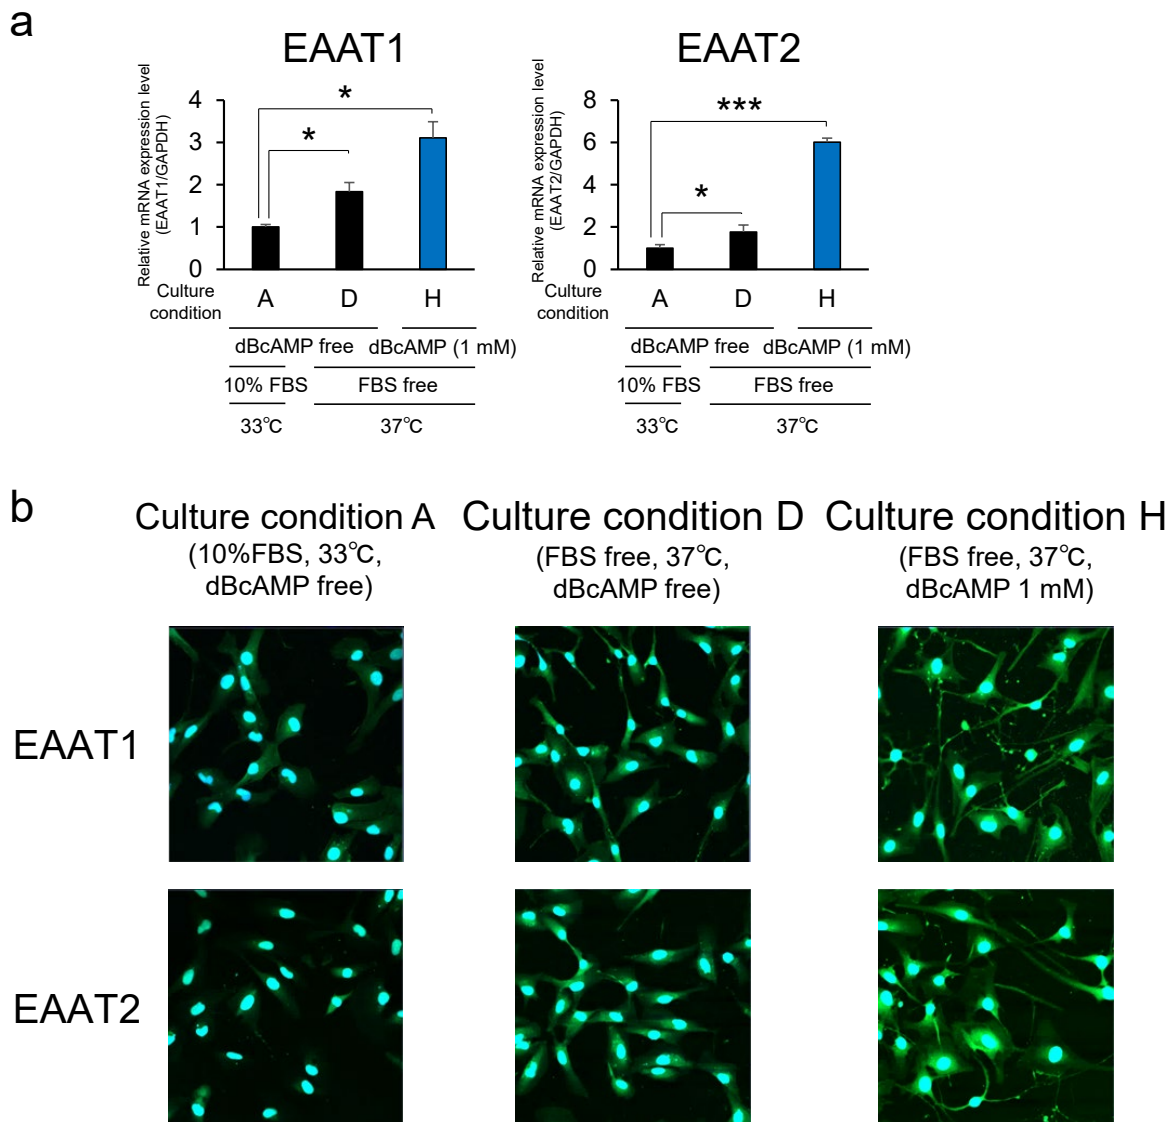 a
EAAT1
Relative mRNA expression level
(EAAT1/GAPDH)
4
3
2
1
0
*
*
Culture
condition
A
D
H
dBcAMP free
dBcAMP (1 mM)
10% FBS
FBS free
33℃
37℃
EAAT2
Relative mRNA expression level
(EAAT2/GAPDH)
8
6
4
2
0
***
*
Culture
condition
A
D
H
dBcAMP free
dBcAMP (1 mM)
10% FBS
FBS free
33℃
37℃
b
Culture condition A
(10%FBS, 33℃,
dBcAMP free)
Culture condition D
(FBS free, 37℃,
dBcAMP free)
Culture condition H
(FBS free, 37℃,
dBcAMP 1 mM)
EAAT1
EAAT2